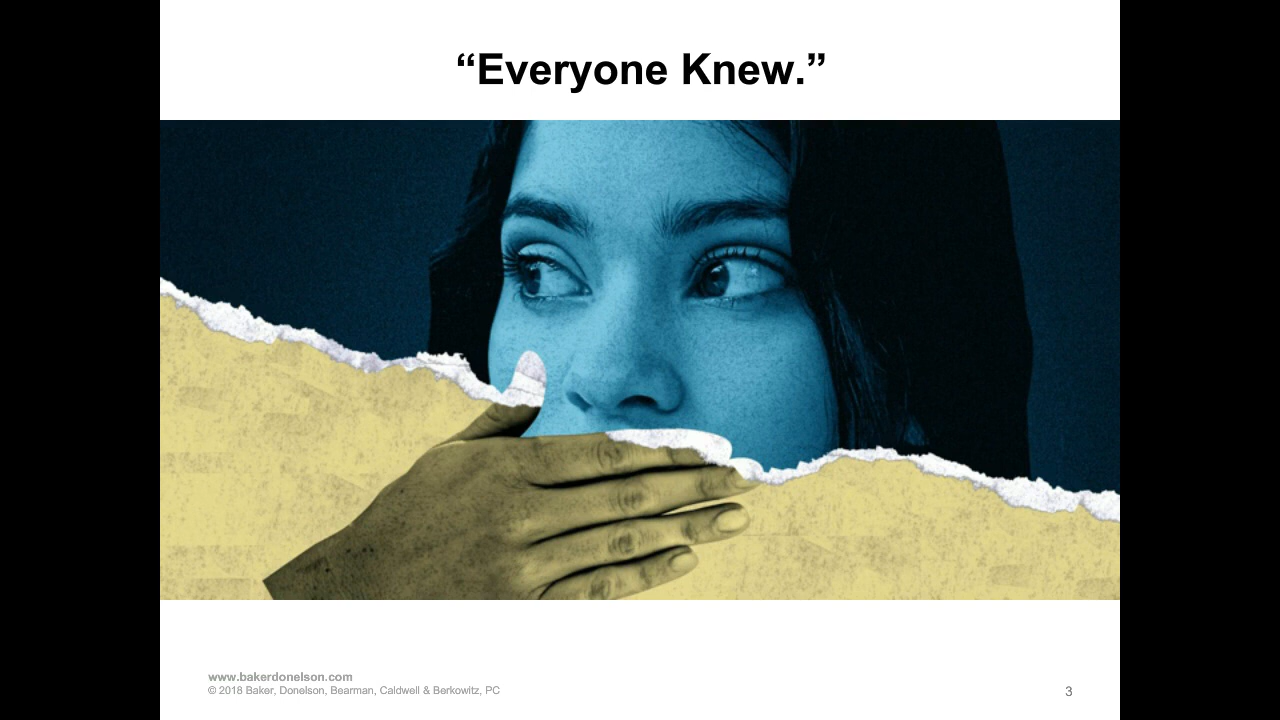 “Everyone Knew.”
www.bakerdonelson.com
© 2018 Baker, Donelson, Bearman, Caldwell & Berkowitz, PC
3